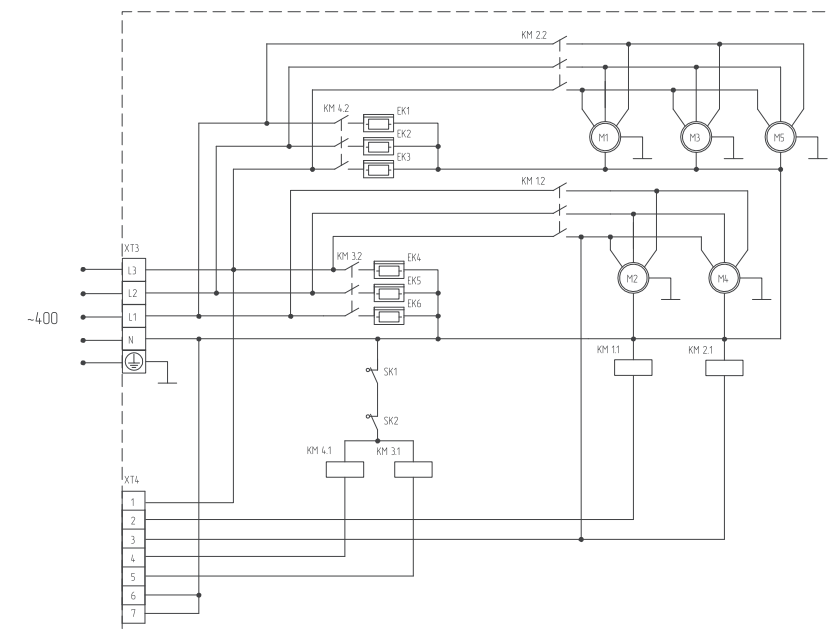 KM 2.2
KM 4.2
EK1
EK2
EK3
M1
M3
M5
KM 1.2
XT3
KM 3.2
EK4
EK5
EK6
L3
L2
L1
N
~400
M2
M4
KM 1.1
KM 2.1
SK1
SK2
KM 4.1
KM 3.1
XT4
1
2
3
4
5
6
7